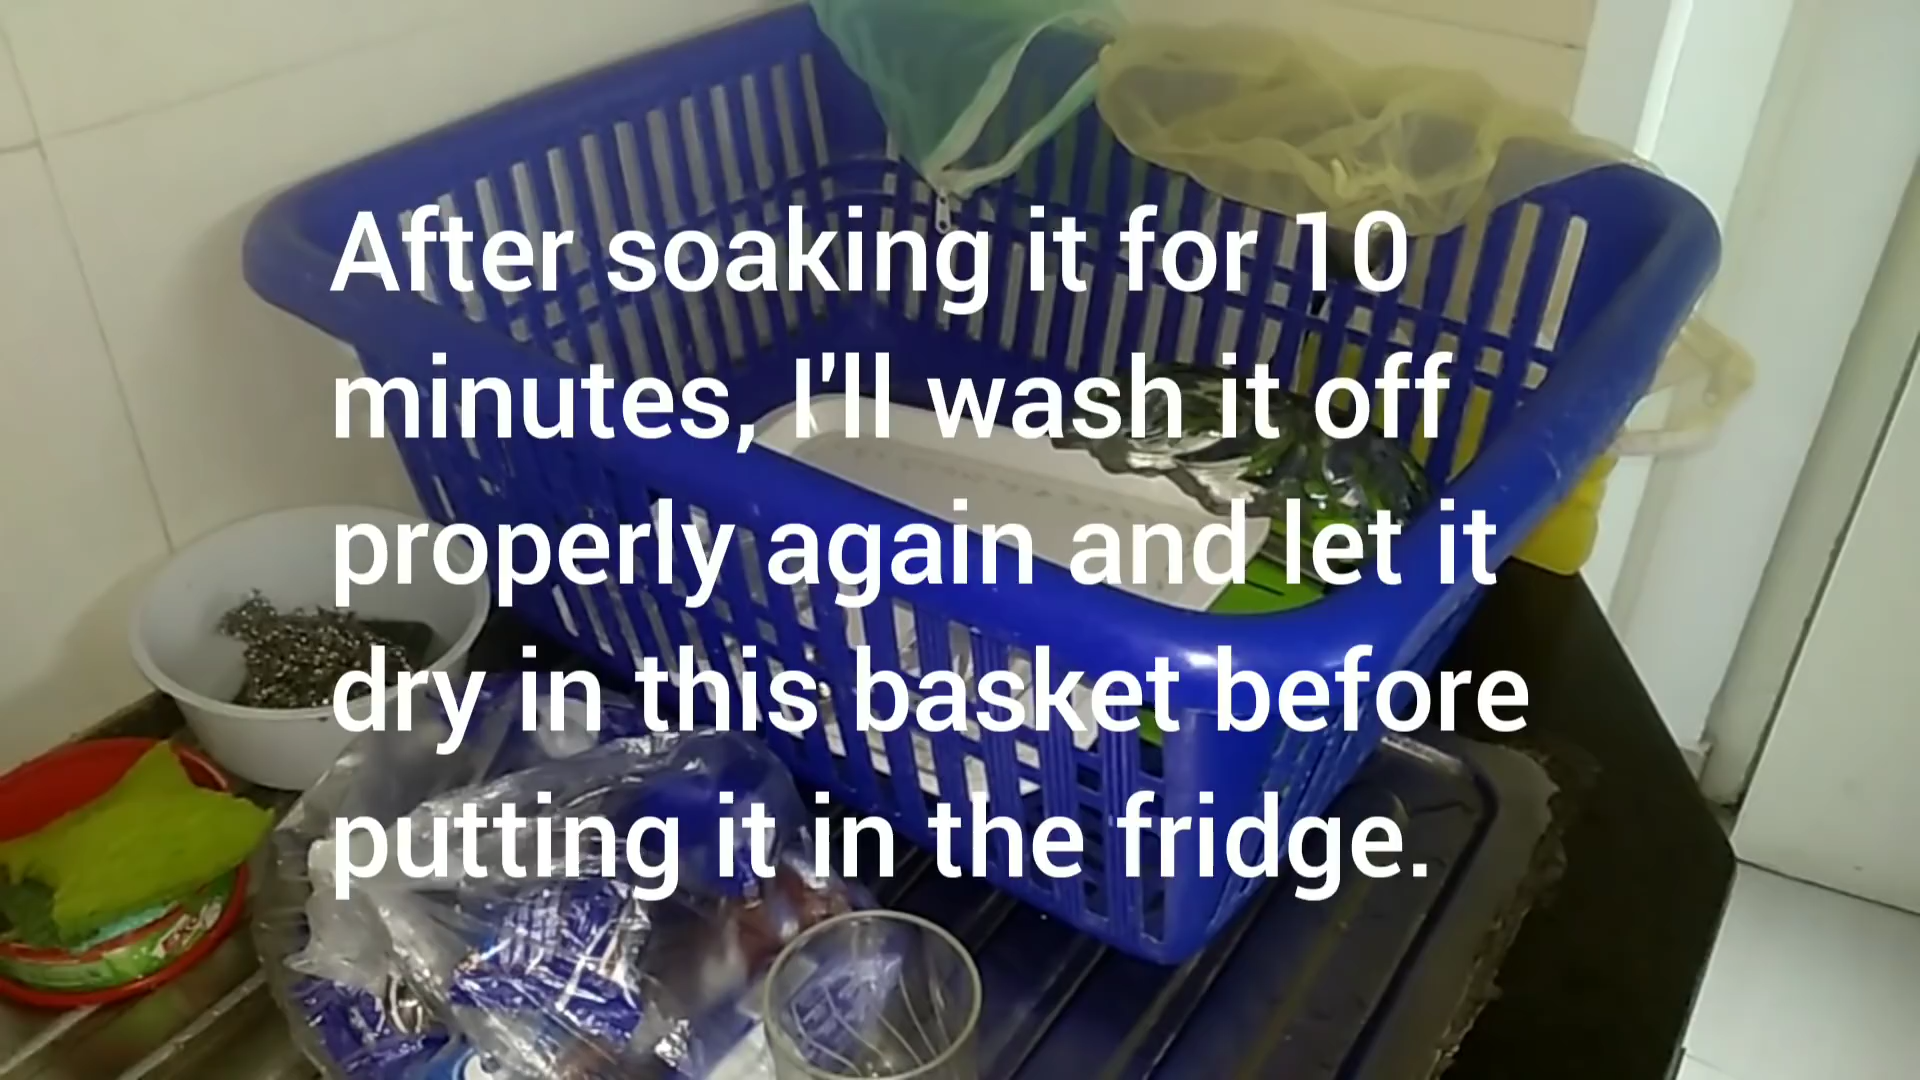 After soaking it for 10
minutes, I'll wash it off
properly again and let it
dry in this basket before
putting it in the fridge.